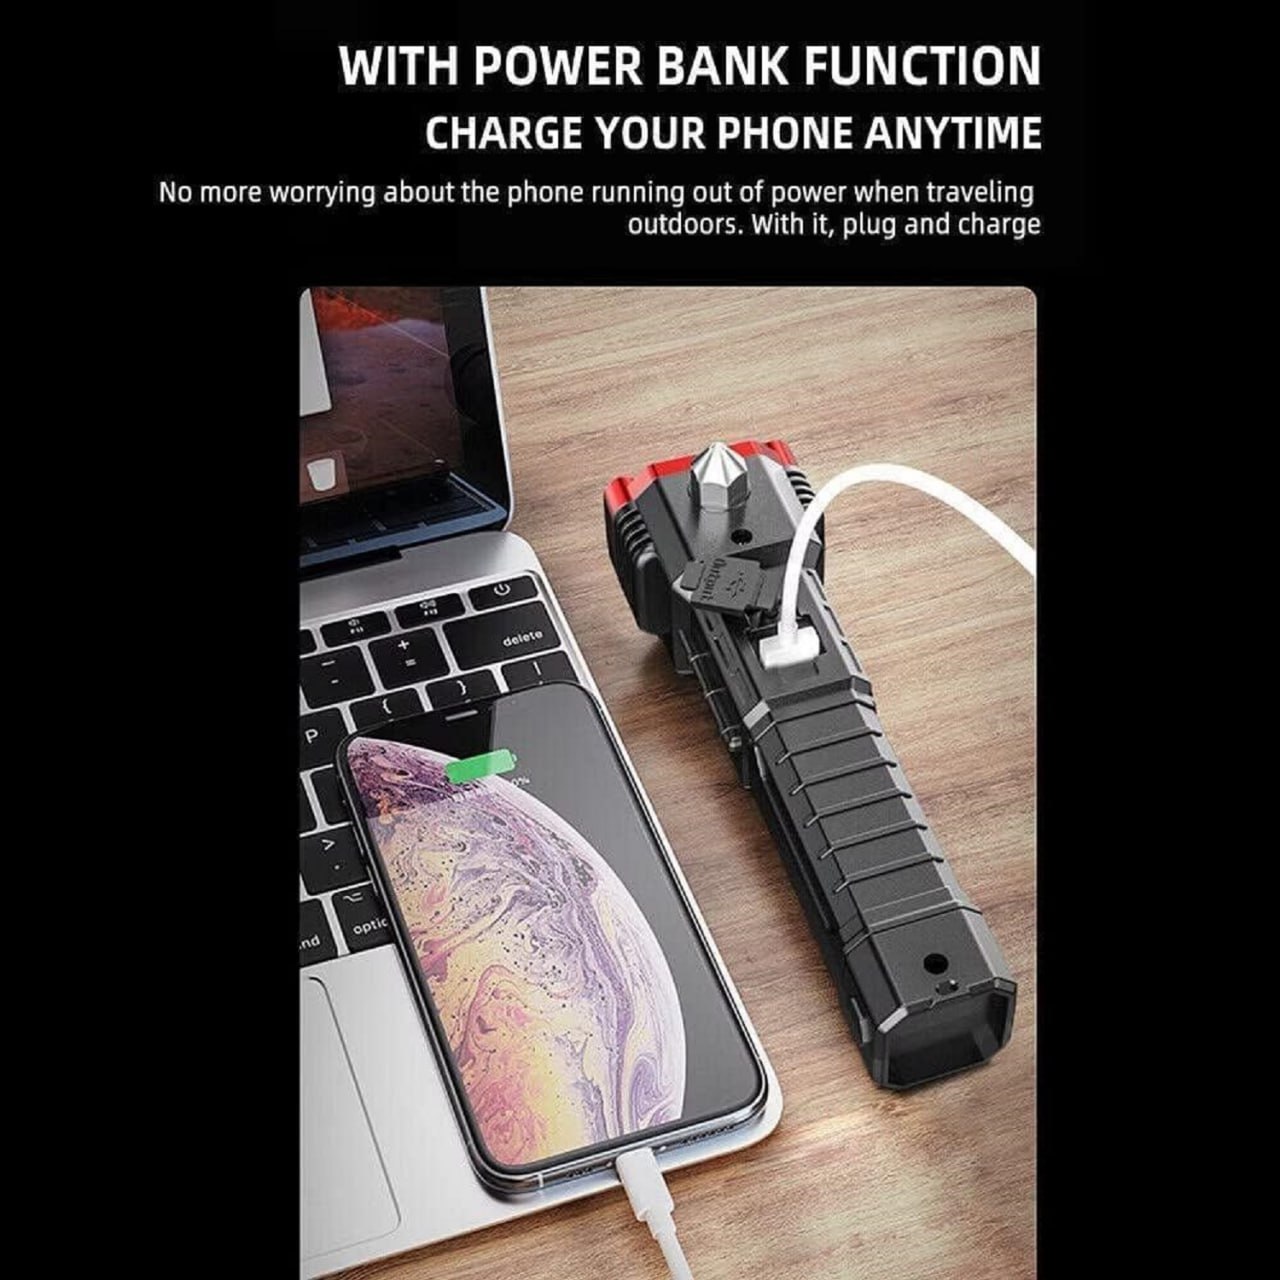 WITH POWER BANK FUNCTION
CHARGE YOUR PHONE ANYTIME
No more worrying about the phone running out of power when traveling
outdoors. With it, plug and charge
Output
delete
+
=
-
}
{
P
>
.
option